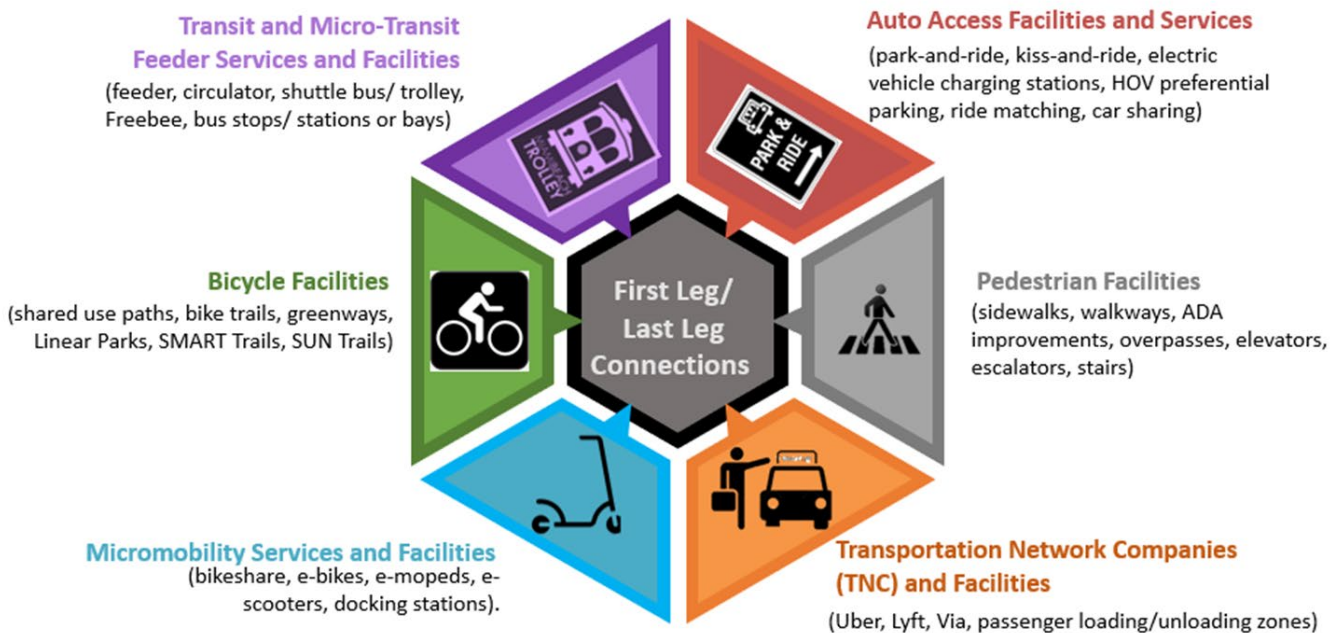 Transit and Micro-Transit
Feeder Services and Facilities
(feeder, circulator, shuttle bus/ trolley,
Freebee, bus stops/ stations or bays)
MIAMI BEACH
TROLLEY
Auto Access Facilities and Services
(park-and-ride, kiss-and-ride, electric
vehicle charging stations, HOV preferential
parking, ride matching, car sharing)
PARK &
RIDE
Bicycle Facilities
(shared use paths, bike trails, greenways,
Linear Parks, SMART Trails, SUN Trails)
First Leg/
Last Leg
Connections
Pedestrian Facilities
(sidewalks, walkways, ADA
improvements, overpasses, elevators,
escalators, stairs)
Micromobility Services and Facilities
(bikeshare, e-bikes, e-mopeds, e-
scooters, docking stations).
Transportation Network Companies
(TNC) and Facilities
(Uber, Lyft, Via, passenger loading/unloading zones)